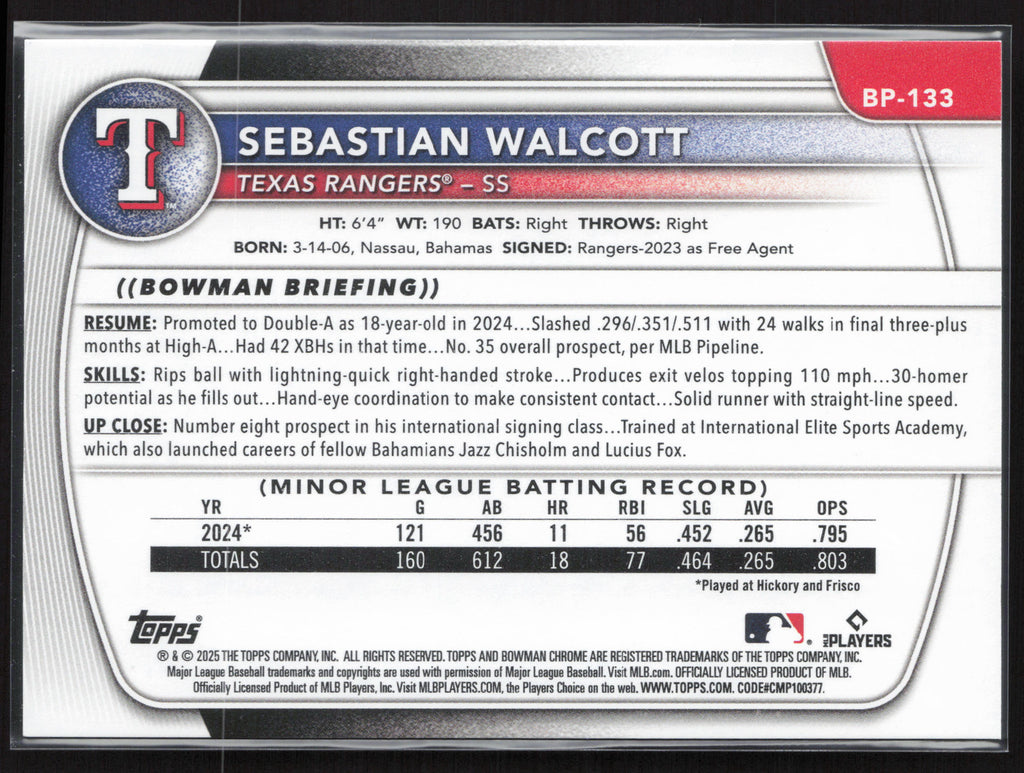 BP-133
T
TM
SEBASTIAN WALCOTT
TEXAS RANGERS® – SS
HT: 6'4" WT: 190 BATS: Right THROWS: Right
BORN: 3-14-06, Nassau, Bahamas SIGNED: Rangers-2023 as Free Agent
((BOWMAN BRIEFING))
RESUME: Promoted to Double-A as 18-year-old in 2024...Slashed .296/.351/.511 with 24 walks in final three-plus
months at High-A...Had 42 XBHs in that time...No. 35 overall prospect, per MLB Pipeline.
SKILLS: Rips ball with lightning-quick right-handed stroke...Produces exit velos topping 110 mph...30-homer
potential as he fills out...Hand-eye coordination to make consistent contact...Solid runner with straight-line speed.
UP CLOSE: Number eight prospect in his international signing class...Trained at International Elite Sports Academy,
which also launched careers of fellow Bahamians Jazz Chisholm and Lucius Fox.
(MINOR LEAGUE BATTING RECORD)
YR G AB HR RBI SLG AVG OPS
2024* 121 456 11 56 .452 .265 .795
TOTALS 160 612 18 77 .464 .265 .803
*Played at Hickory and Frisco
Topps®
MLB PLAYERS
® & © 2025 THE TOPPS COMPANY, INC. ALL RIGHTS RESERVED. TOPPS AND BOWMAN CHROME ARE REGISTERED TRADEMARKS OF THE TOPPS COMPANY, INC.
Major League Baseball trademarks and copyrights are used with permission of Major League Baseball. Visit MLB.com. OFFICIALLY LICENSED PRODUCT OF MLB.
Officially Licensed Product of MLB Players, Inc. Visit MLBPLAYERS.COM, the Players Choice on the web. WWW.TOPPS.COM. CODE#CMP100377.